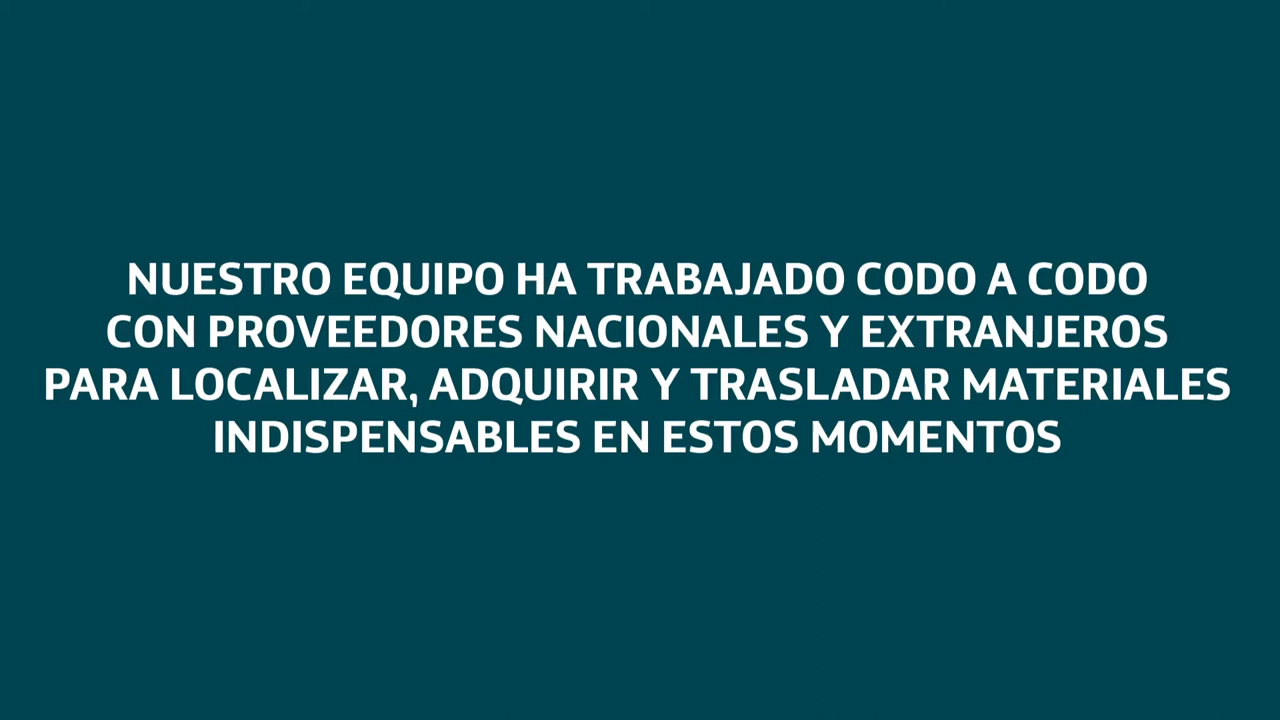 NUESTRO EQUIPO HA TRABAJADO CODO A CODO
CON PROVEEDORES NACIONALES Y EXTRANJEROS
PARA LOCALIZAR, ADQUIRIR Y TRASLADAR MATERIALES
INDISPENSABLES EN ESTOS MOMENTOS